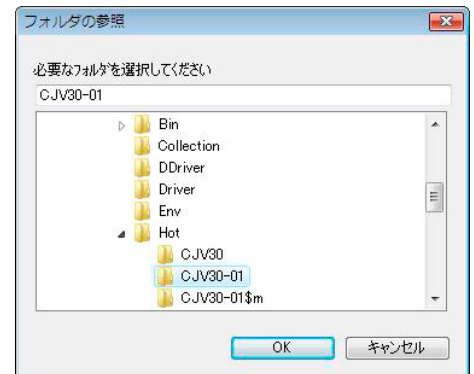 フォルダの参照
必要なフォルダを選択してください
CJV30-01
Bin
Collection
DDriver
Driver
Env
Hot
CJV30
CJV30-01
CJV30-01$m
OK
キャンセル